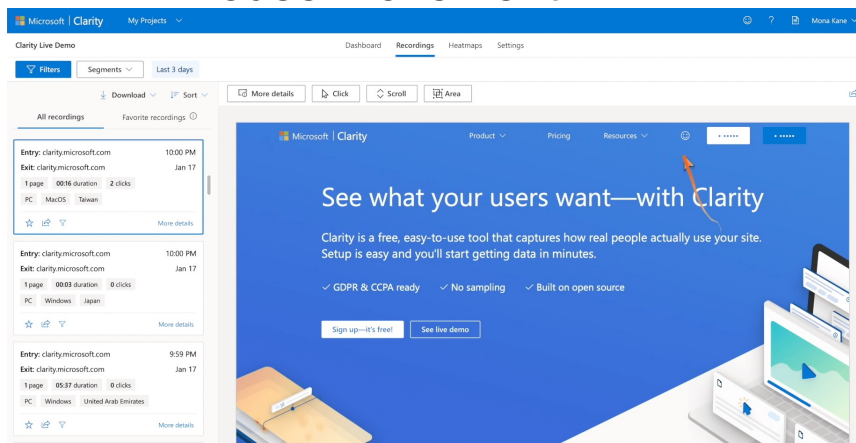 Microsoft | Clarity My Projects
? Mona Kane
Clarity Live Demo Dashboard Recordings Heatmaps Settings
Filters Segments Last 3 days
Download Sort
More details Click Scroll Area
All recordings Favorite recordings
Entry: clarity.microsoft.com 10:00 PM
Exit: clarity.microsoft.com Jan 17
1 page 00:16 duration 2 clicks
PC MacOS Taiwan
More details
Entry: clarity.microsoft.com 10:00 PM
Exit: clarity.microsoft.com Jan 17
1 page 00:03 duration 0 clicks
PC Windows Japan
More details
Entry: clarity.microsoft.com 9:59 PM
Exit: clarity.microsoft.com Jan 17
1 page 05:37 duration 0 clicks
PC Windows United Arab Emirates
More details
Microsoft | Clarity Product Pricing Resources • ••••• • •••••
See what your users want—with Clarity
Clarity is a free, easy-to-use tool that captures how real people actually use your site.
Setup is easy and you'll start getting data in minutes.
✓ GDPR & CCPA ready ✓ No sampling ✓ Built on open source
Sign up—it's free! See live demo